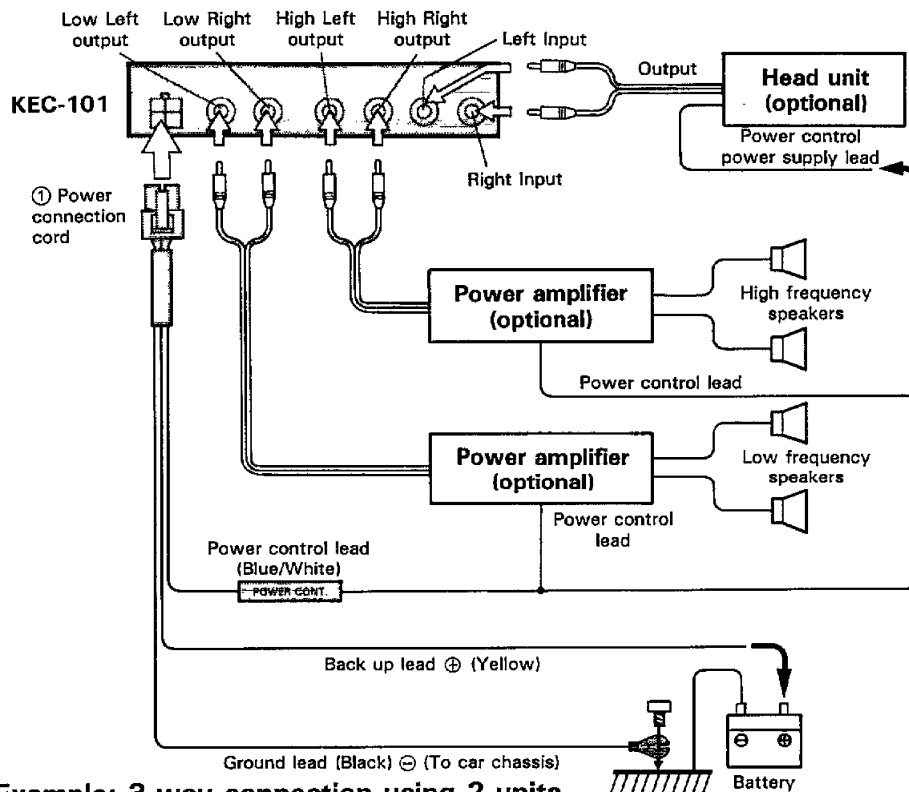 Low Left
output
Low Right
output
High Left
output
High Right
output
Left Input
KEC-101
Output
Head unit
(optional)
Power control
power supply lead
Right Input
① Power
connection
cord
Power amplifier
(optional)
High frequency
speakers
Power control lead
Power amplifier
(optional)
Low frequency
speakers
Power control
lead
Power control lead
(Blue/White)
POWER CONT.
Back up lead ⊕ (Yellow)
Ground lead (Black) ⊖ (To car chassis)
⊖ ⊕
Battery
Example: 3-way connection using 2 units